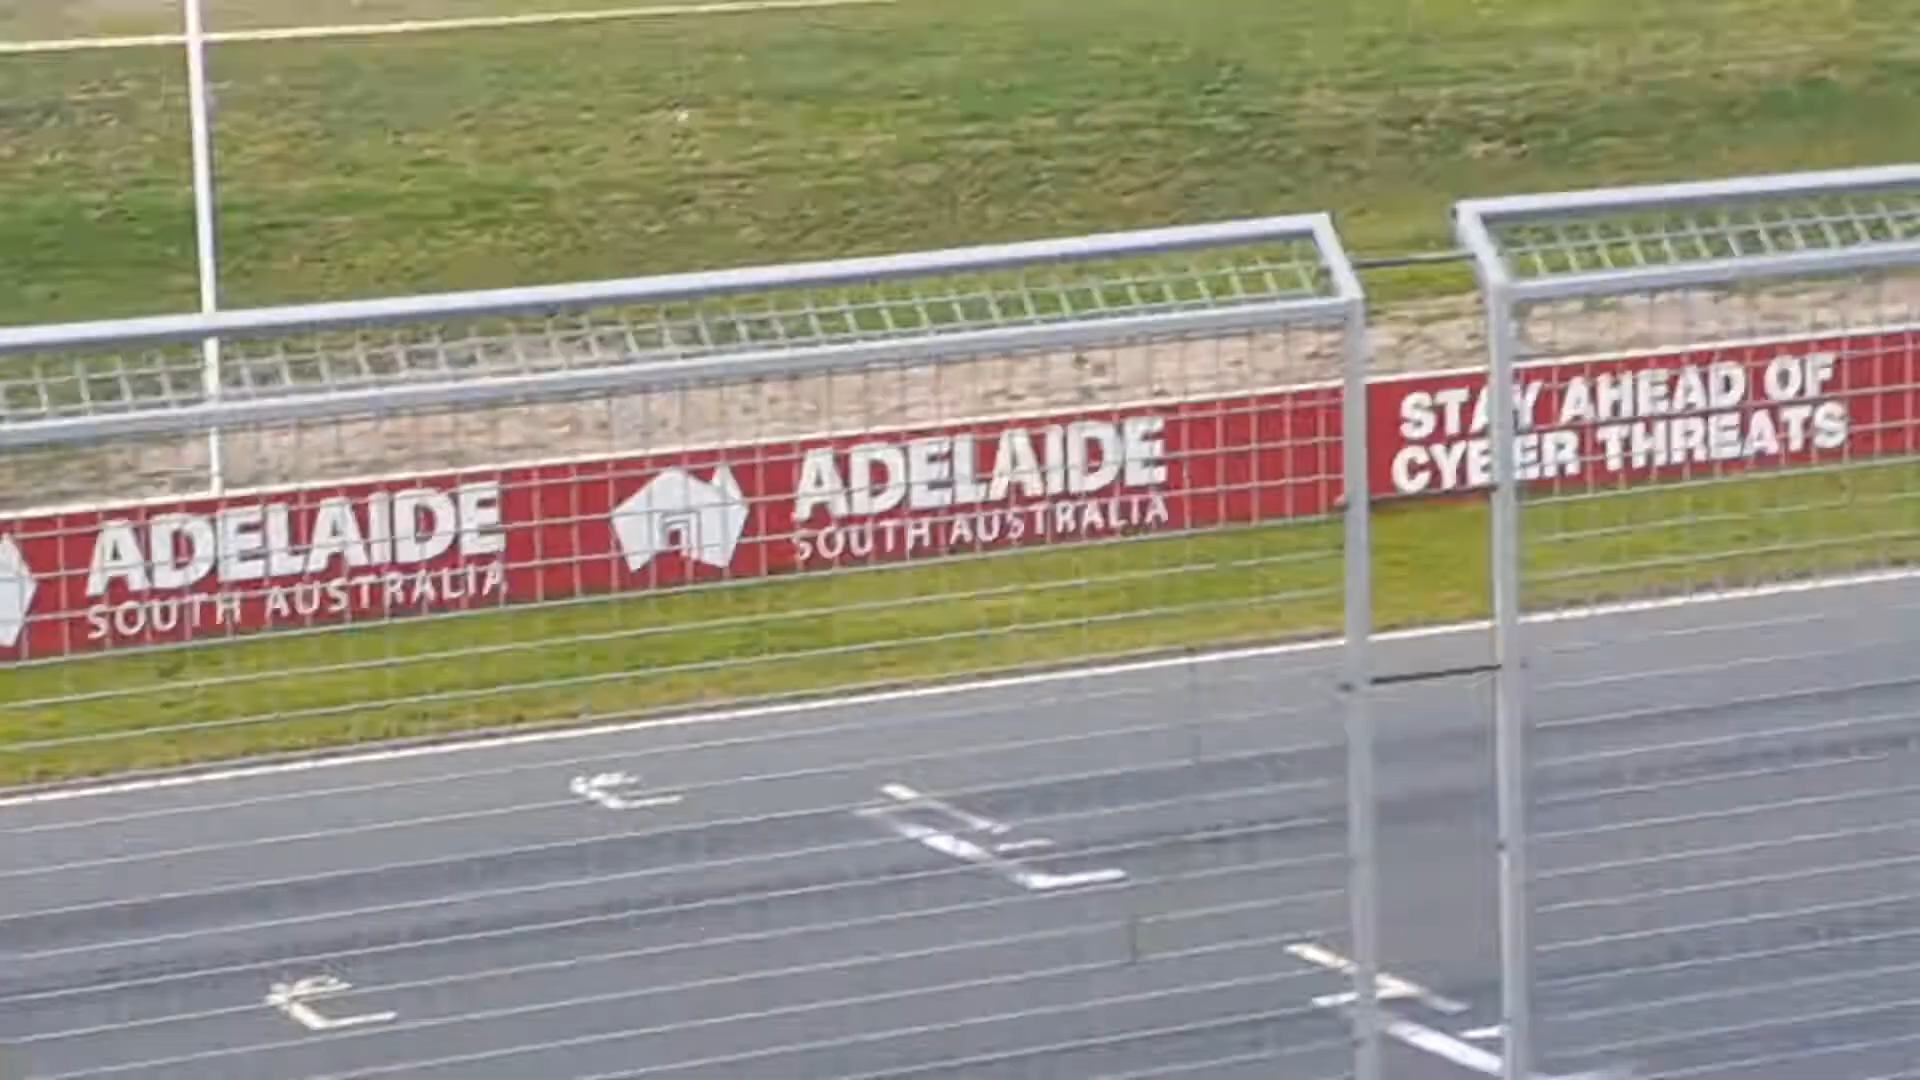 ADELAIDE
SOUTH AUSTRALIA
ADELAIDE
SOUTH AUSTRALIA
STAY AHEAD OF
CYBER THREATS